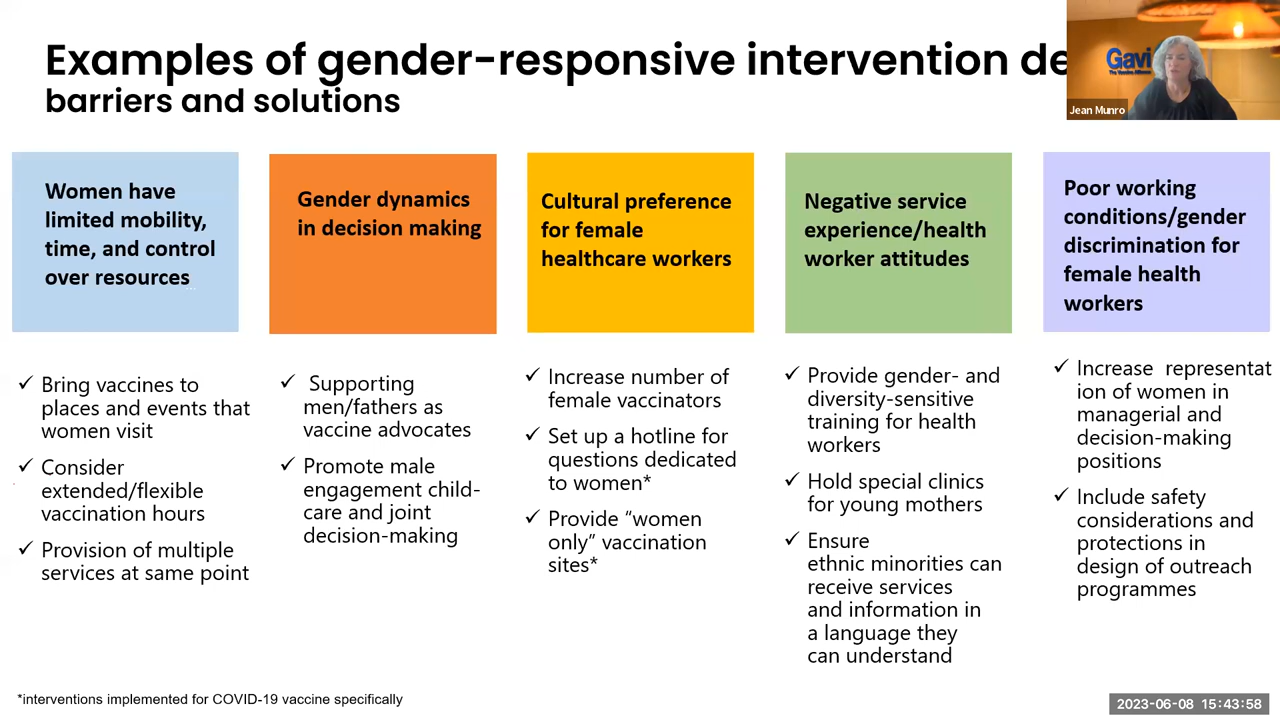 Examples of gender-responsive intervention de
barriers and solutions
Gavi
The Vaccine Alliance
Jean Munro
Women have
limited mobility,
time, and control
over resources
Bring vaccines to
places and events that
women visit
Consider
extended/flexible
vaccination hours
Provision of multiple
services at same point
Gender dynamics
in decision making
Supporting
men/fathers as
vaccine advocates
Promote male
engagement child-
care and joint
decision-making
Cultural preference
for female
healthcare workers
Increase number of
female vaccinators
Set up a hotline for
questions dedicated
to women*
Provide “women
only” vaccination
sites*
Negative service
experience/health
worker attitudes
Provide gender- and
diversity-sensitive
training for health
workers
Hold special clinics
for young mothers
Ensure
ethnic minorities can
receive services
and information in
a language they
can understand
Poor working
conditions/gender
discrimination for
female health
workers
Increase representat
ion of women in
managerial and
decision-making
positions
Include safety
considerations and
protections in
design of outreach
programmes
*interventions implemented for COVID-19 vaccine specifically
2023-06-08 15:43:58